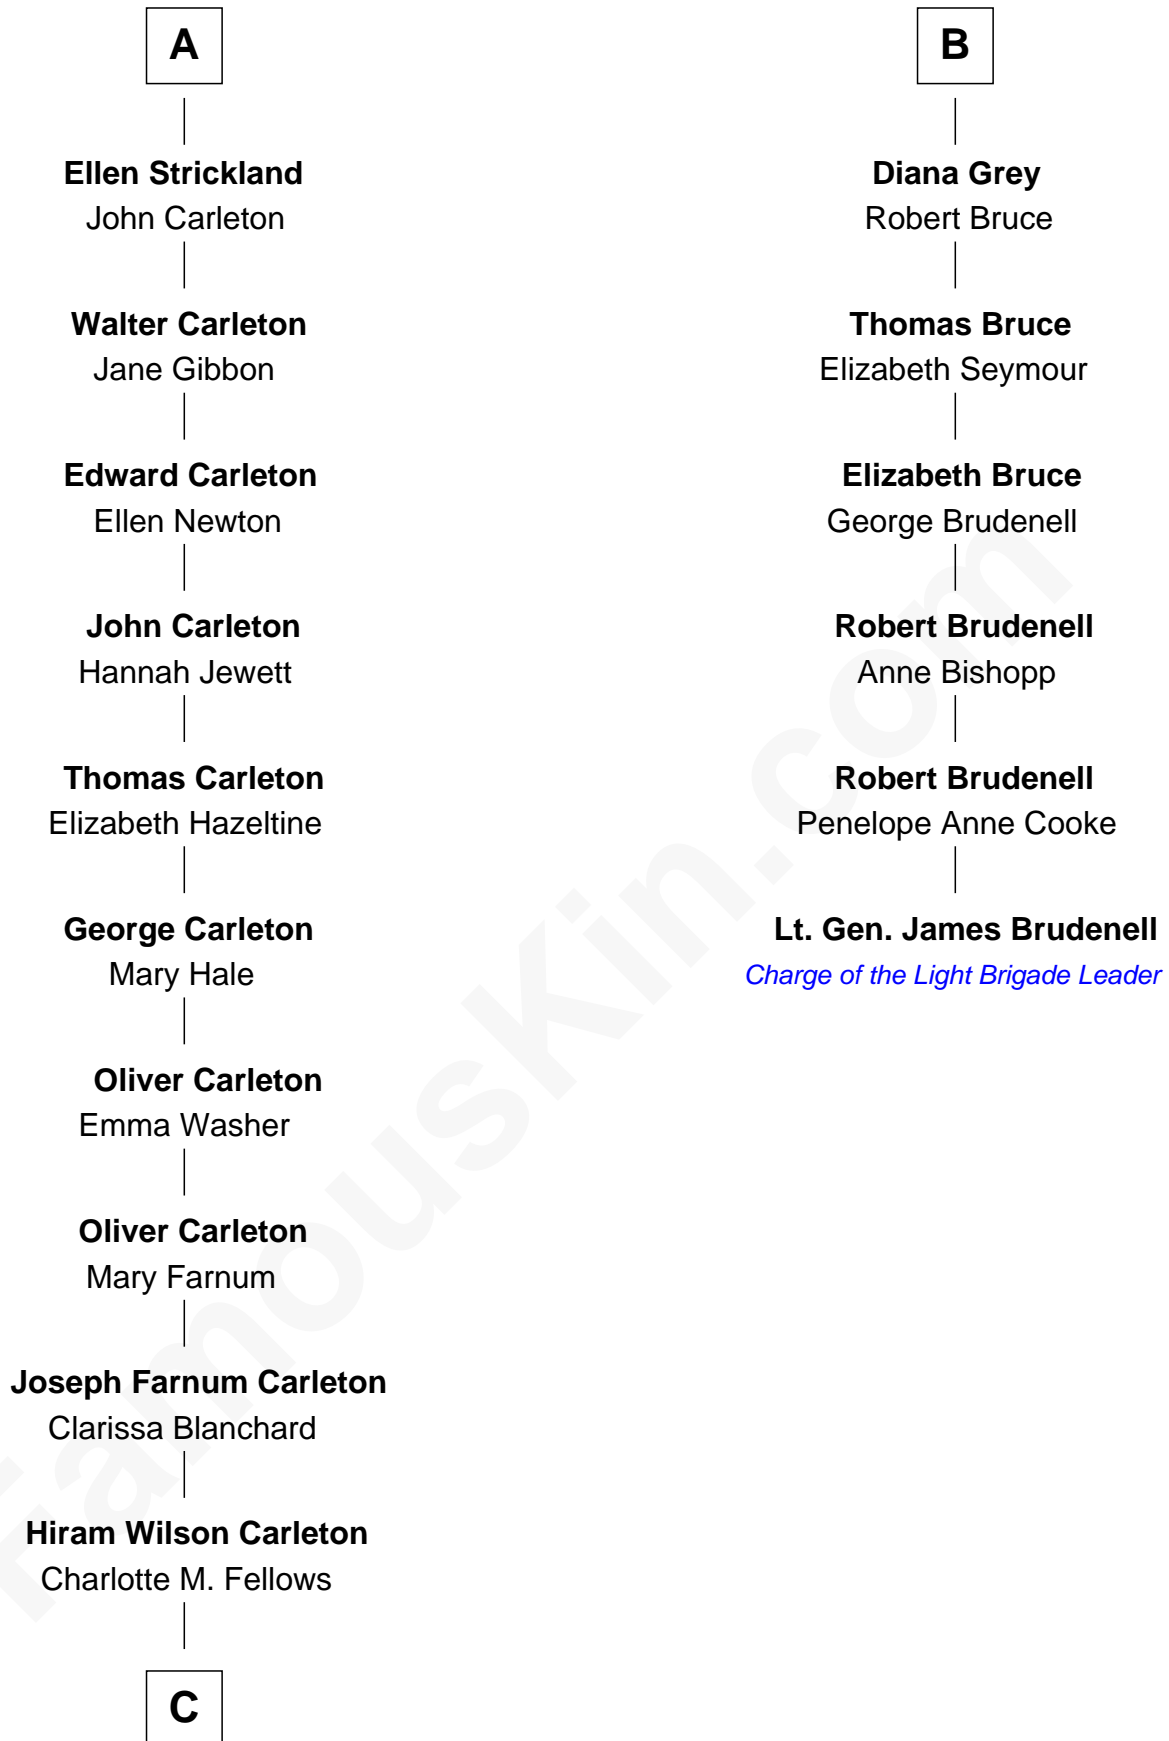 A
Ellen Strickland
John Carleton
Walter Carleton
Jane Gibbon
Edward Carleton
Ellen Newton
John Carleton
Hannah Jewett
Thomas Carleton
Elizabeth Hazeltine
George Carleton
Mary Hale
Oliver Carleton
Emma Washer
Oliver Carleton
Mary Farnum
Joseph Farnum Carleton
Clarissa Blanchard
Hiram Wilson Carleton
Charlotte M. Fellows
C
B
Diana Grey
Robert Bruce
Thomas Bruce
Elizabeth Seymour
Elizabeth Bruce
George Brudenell
Robert Brudenell
Anne Bishopp
Robert Brudenell
Penelope Anne Cooke
Lt. Gen. James Brudenell
Charge of the Light Brigade Leader
FamousKin.com